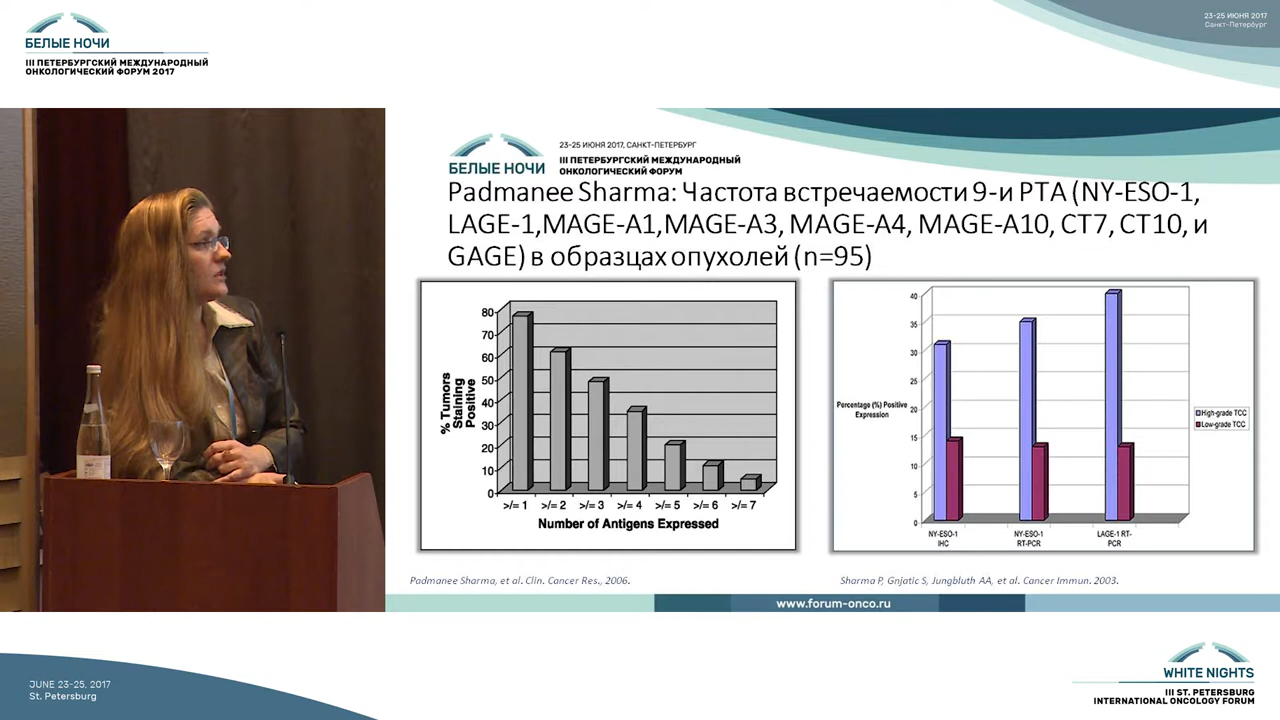 БЕЛЫЕ НОЧИ
III ПЕТЕРБУРГСКИЙ МЕЖДУНАРОДНЫЙ
ОНКОЛОГИЧЕСКИЙ ФОРУМ 2017
23-25 ИЮНЯ 2017
Санкт-Петербург
БЕЛЫЕ НОЧИ
23-25 ИЮНЯ 2017, САНКТ-ПЕТЕРБУРГ
III ПЕТЕРБУРГСКИЙ МЕЖДУНАРОДНЫЙ
ОНКОЛОГИЧЕСКИЙ ФОРУМ
Padmanee Sharma: Частота встречаемости 9-и РТА (NY-ESO-1,
LAGE-1,MAGE-A1,MAGE-A3, MAGE-A4, MAGE-A10, CT7, CT10, и
GAGE) в образцах опухолей (n=95)
% Tumors
Staining
Positive
80
70
60
50
40
30
20
10
0
>/= 1 >/= 2 >/= 3 >/= 4 >/= 5 >/= 6 >/= 7
Number of Antigens Expressed
Percentage (%) Positive
Expression
40
35
30
25
20
15
10
5
0
NY-ESO-1
IHC
NY-ESO-1
RT-PCR
LAGE-1 RT-
PCR
High-grade TCC
Low-grade TCC
Padmanee Sharma, et al. Clin. Cancer Res., 2006.
Sharma P, Gnjatic S, Jungbluth AA, et al. Cancer Immun. 2003.
www.forum-onco.ru
JUNE 23-25, 2017
St. Petersburg
WHITE NIGHTS
III ST. PETERSBURG
INTERNATIONAL ONCOLOGY FORUM